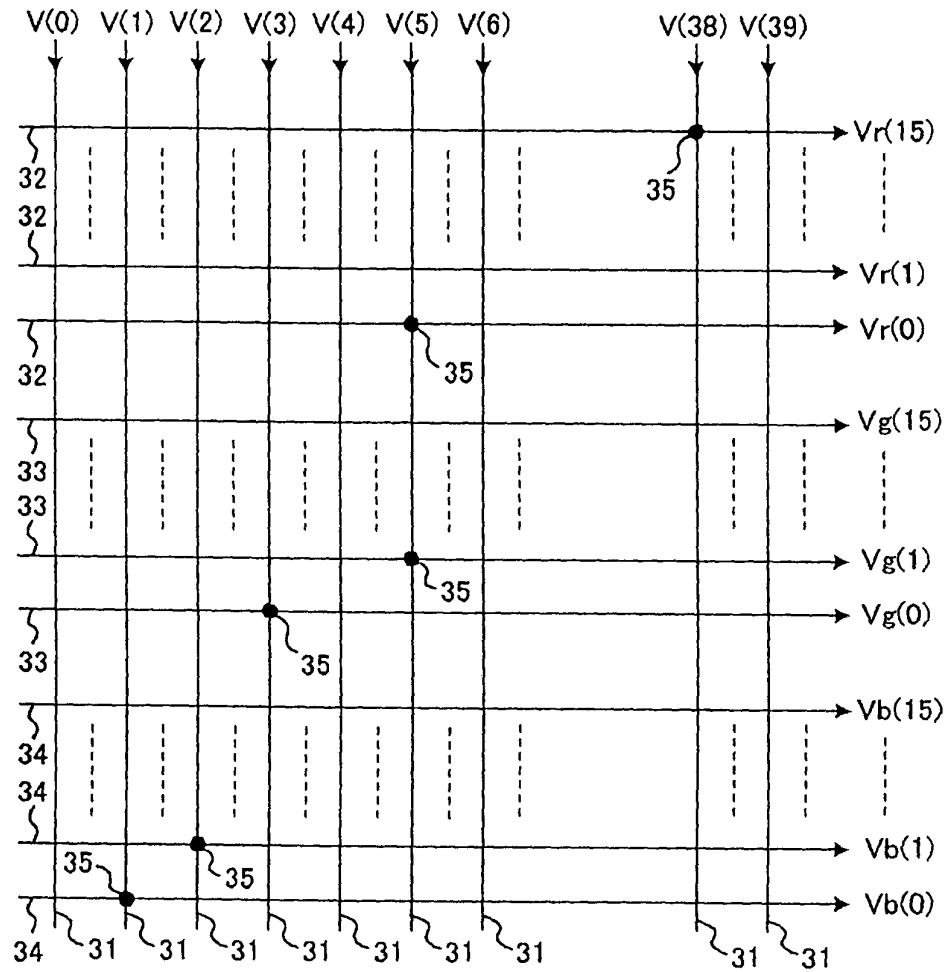 V(0) V(1) V(2) V(3) V(4) V(5) V(6) V(38) V(39)
Vr(15)
32 35
32
Vr(1)
Vr(0)
32 35
Vg(15)
33
33
Vg(1)
35
Vg(0)
33 35
Vb(15)
34
34
Vb(1)
35 35
Vb(0)
34 31 31 31 31 31 31 31 31 31